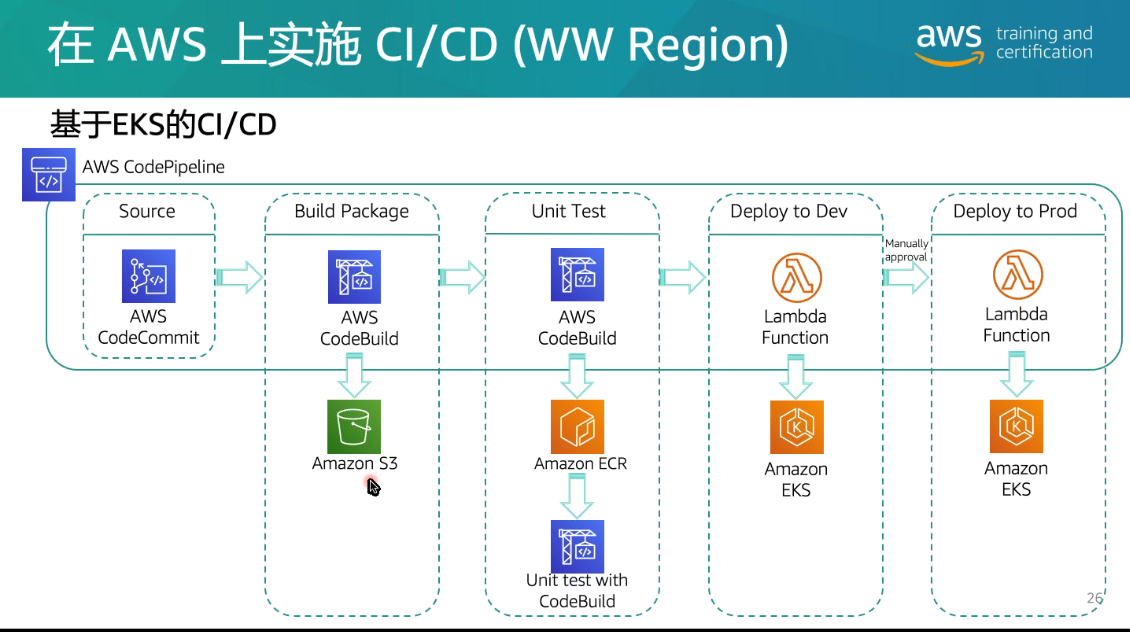 在 AWS 上实施 CI/CD (WW Region)
aws training and
certification
基于EKS的CI/CD
AWS CodePipeline
Source
Build Package
Unit Test
Deploy to Dev
Deploy to Prod
Manually
approval
AWS
CodeCommit
AWS
CodeBuild
AWS
CodeBuild
Lambda
Function
Lambda
Function
Amazon S3
Amazon ECR
Amazon
EKS
Amazon
EKS
Unit test with
CodeBuild
26